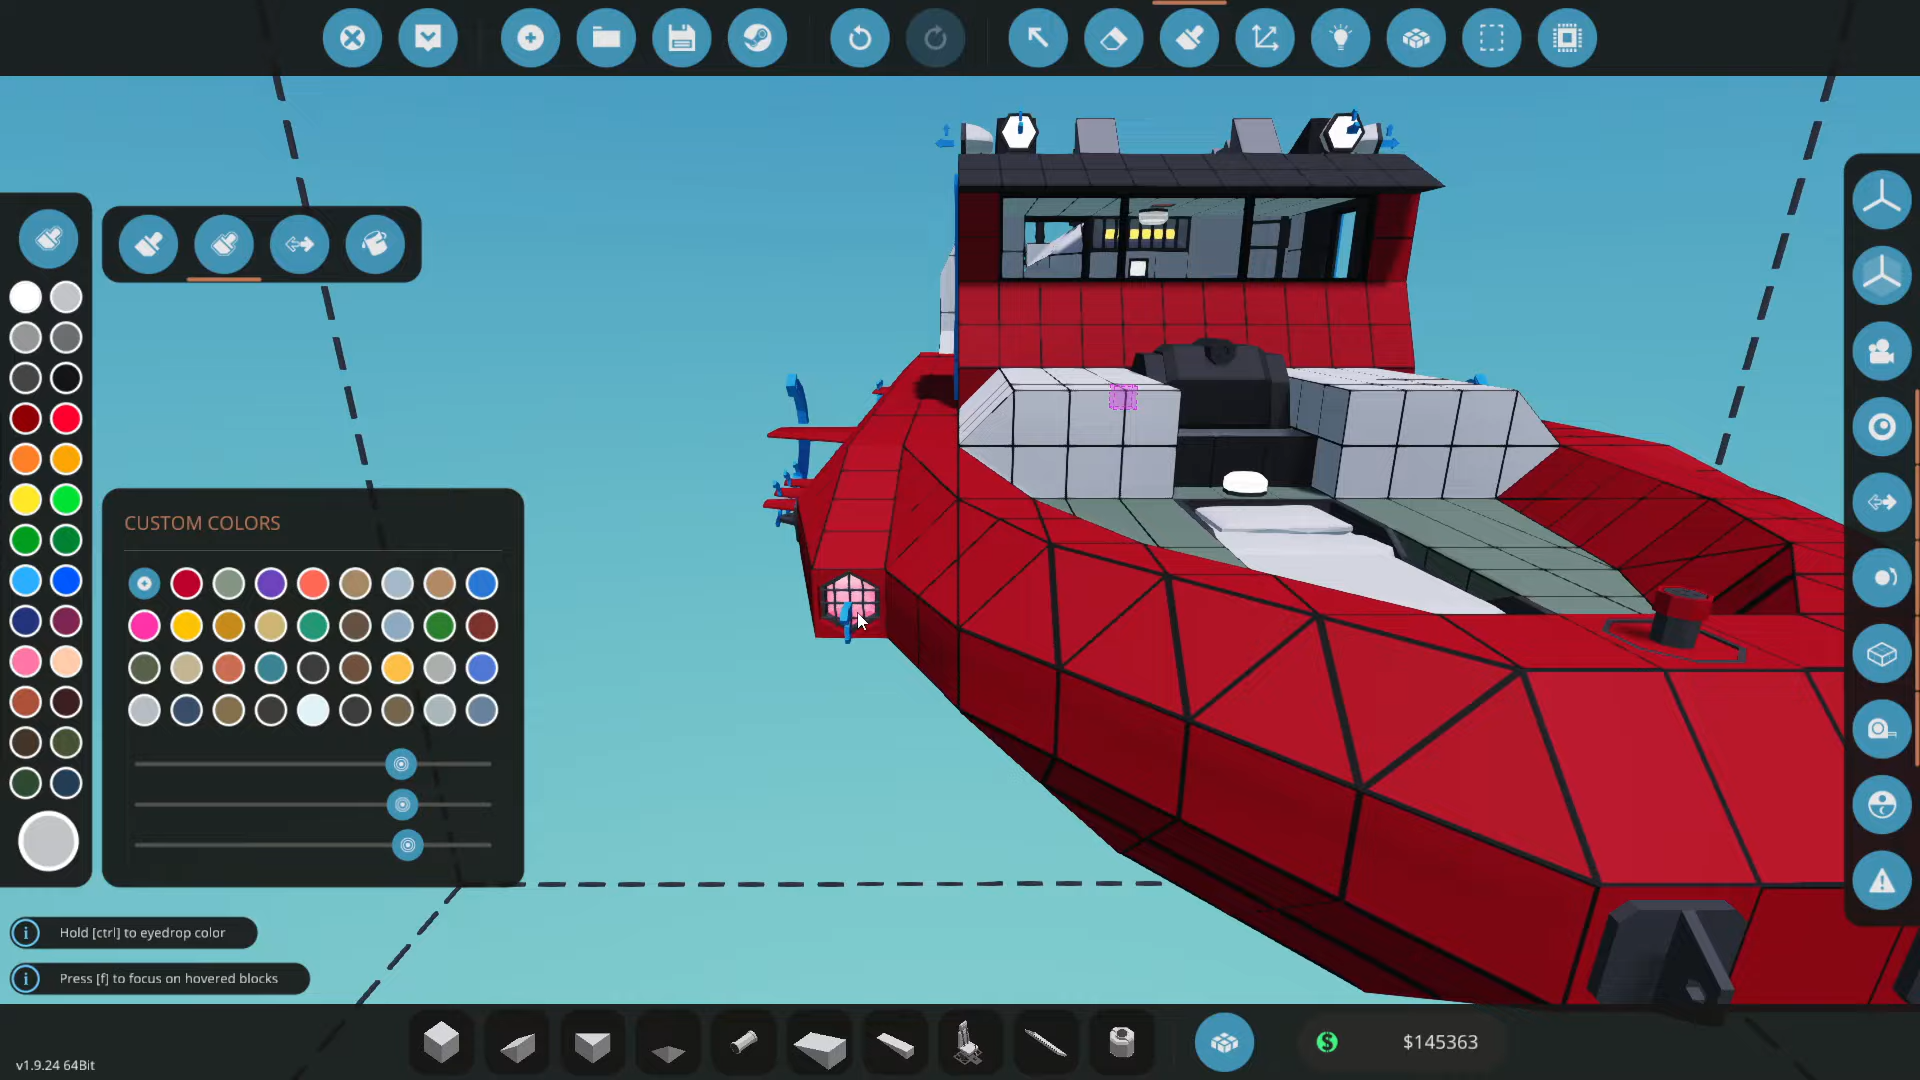 CUSTOM COLORS
Hold [ctrl] to eyedrop color
Press [f] to focus on hovered blocks
$145363
v1.9.24 64Bit